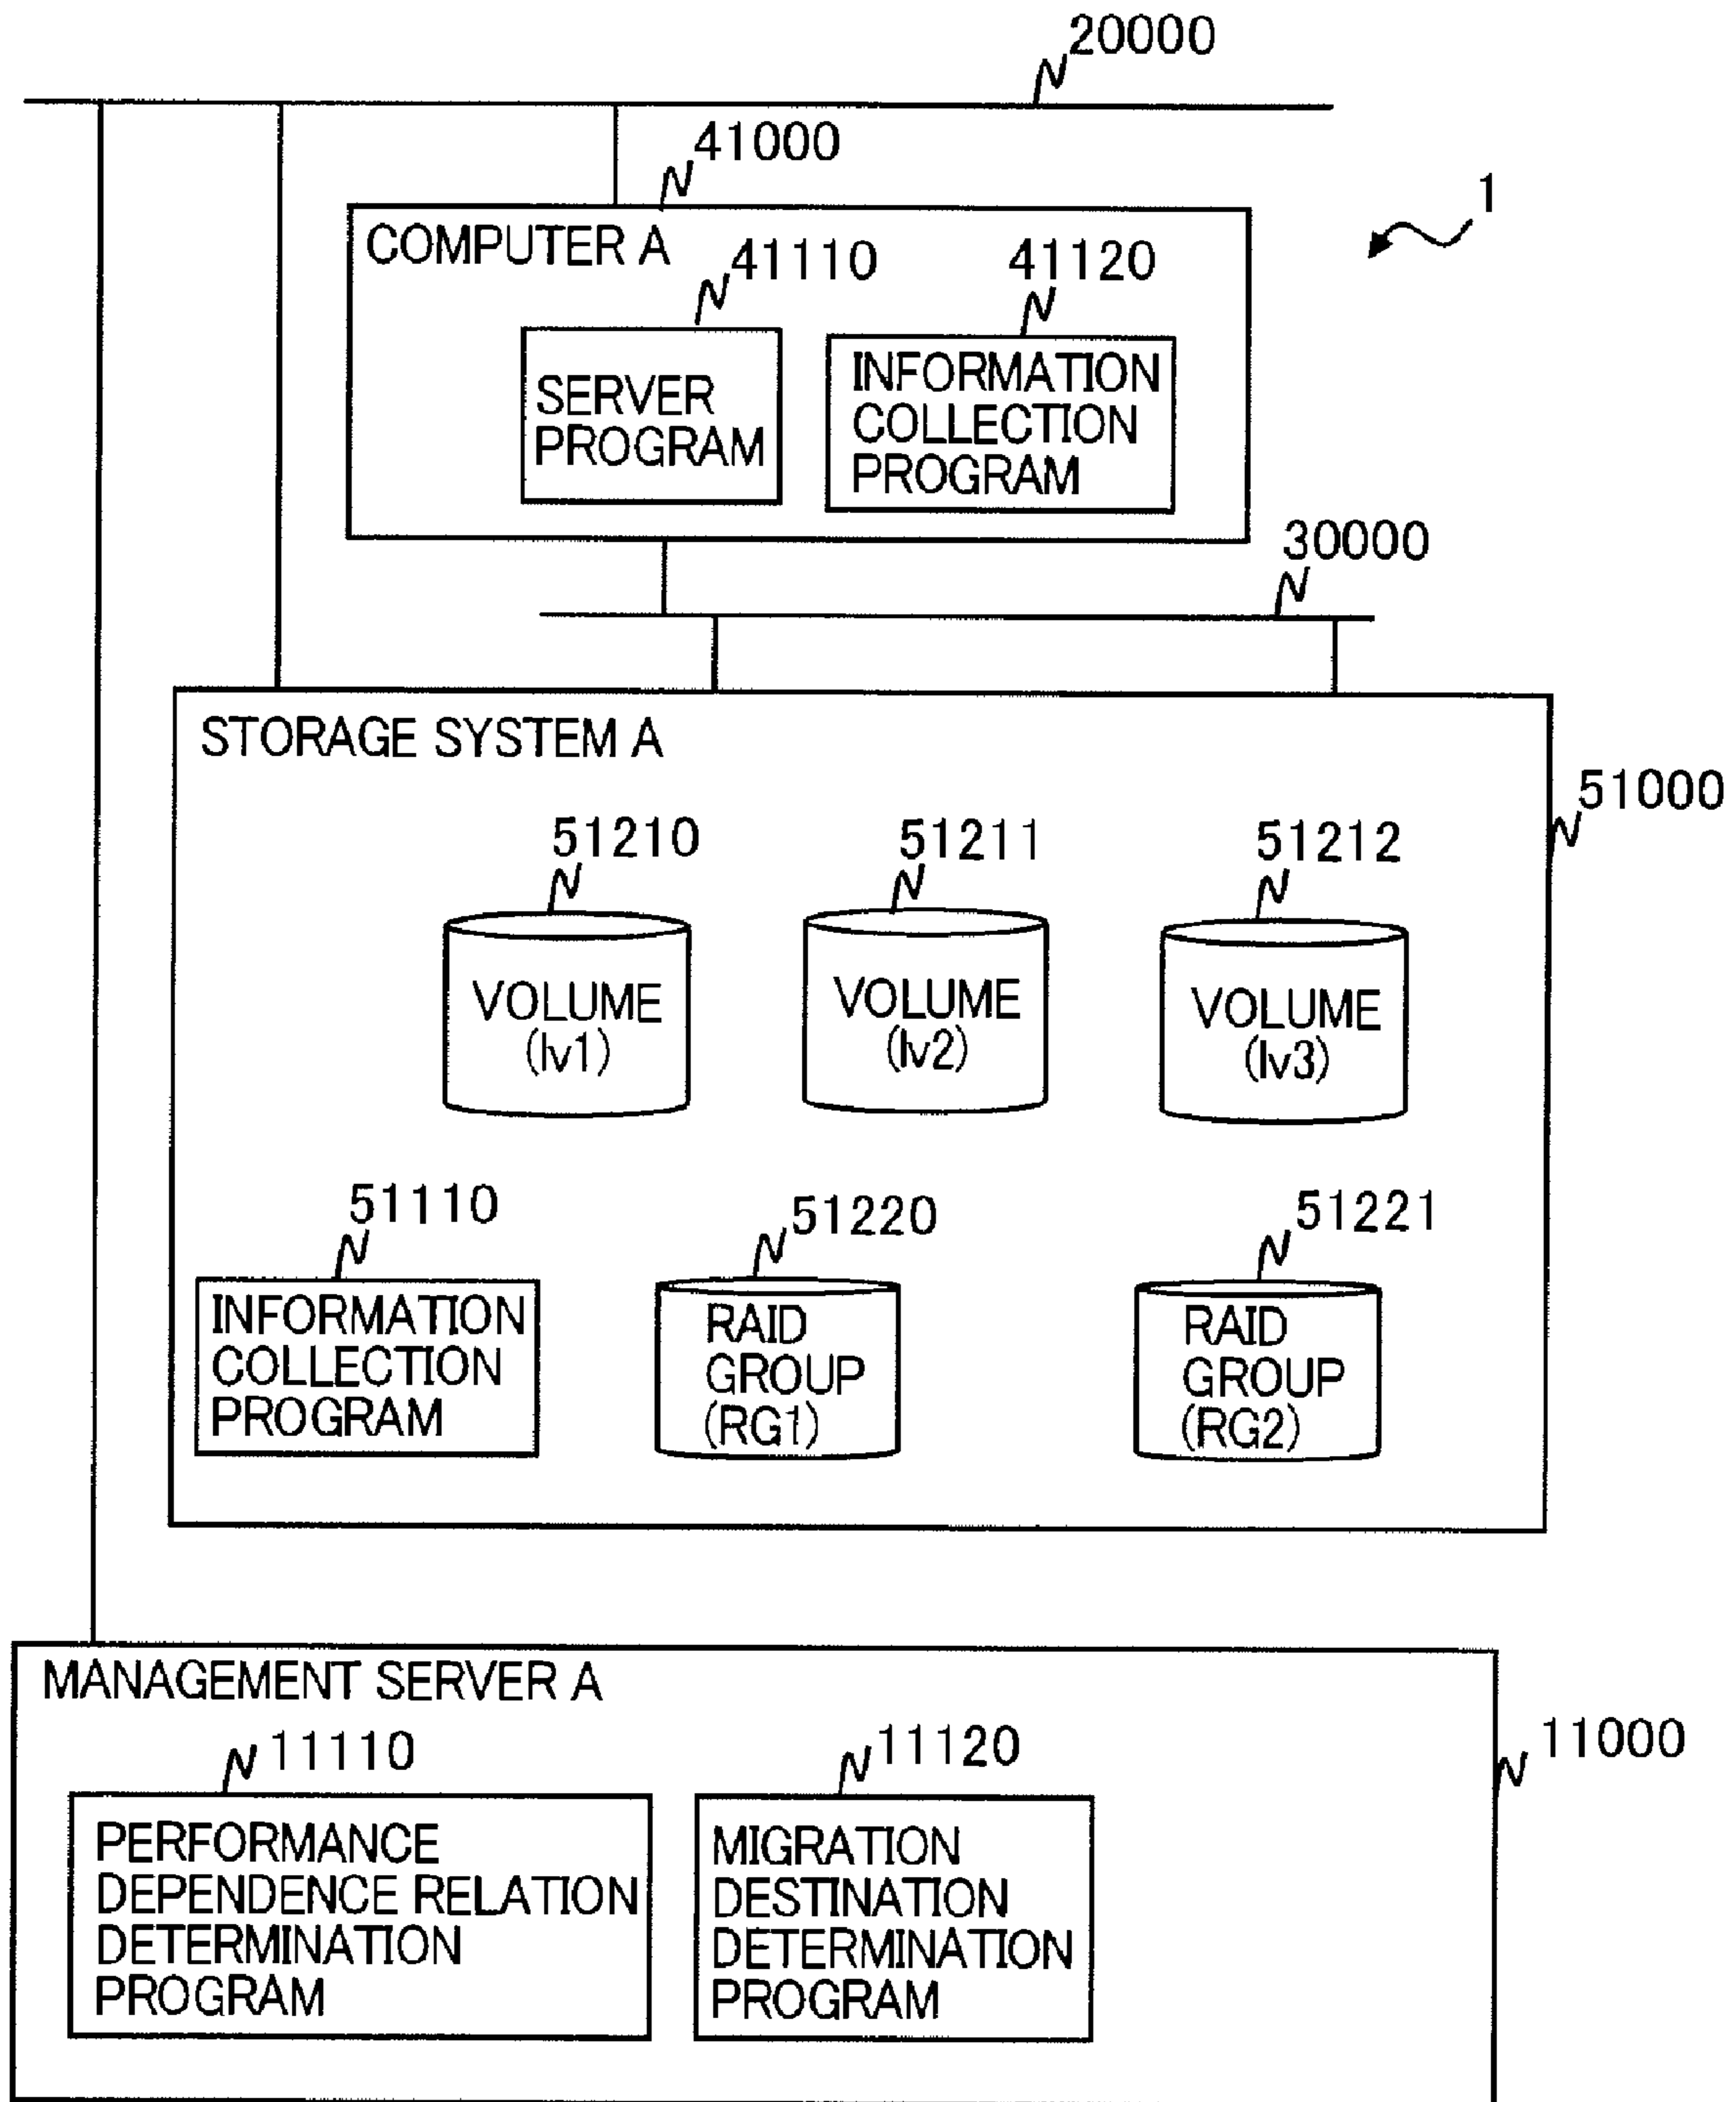 20000
41000
1
COMPUTER A
41110
41120
SERVER
PROGRAM
INFORMATION
COLLECTION
PROGRAM
30000
STORAGE SYSTEM A
51000
51210
51211
51212
VOLUME
(lv1)
VOLUME
(lv2)
VOLUME
(lv3)
51110
51220
51221
INFORMATION
COLLECTION
PROGRAM
RAID
GROUP
(RG1)
RAID
GROUP
(RG2)
MANAGEMENT SERVER A
11110
11120
11000
PERFORMANCE
DEPENDENCE RELATION
DETERMINATION
PROGRAM
MIGRATION
DESTINATION
DETERMINATION
PROGRAM